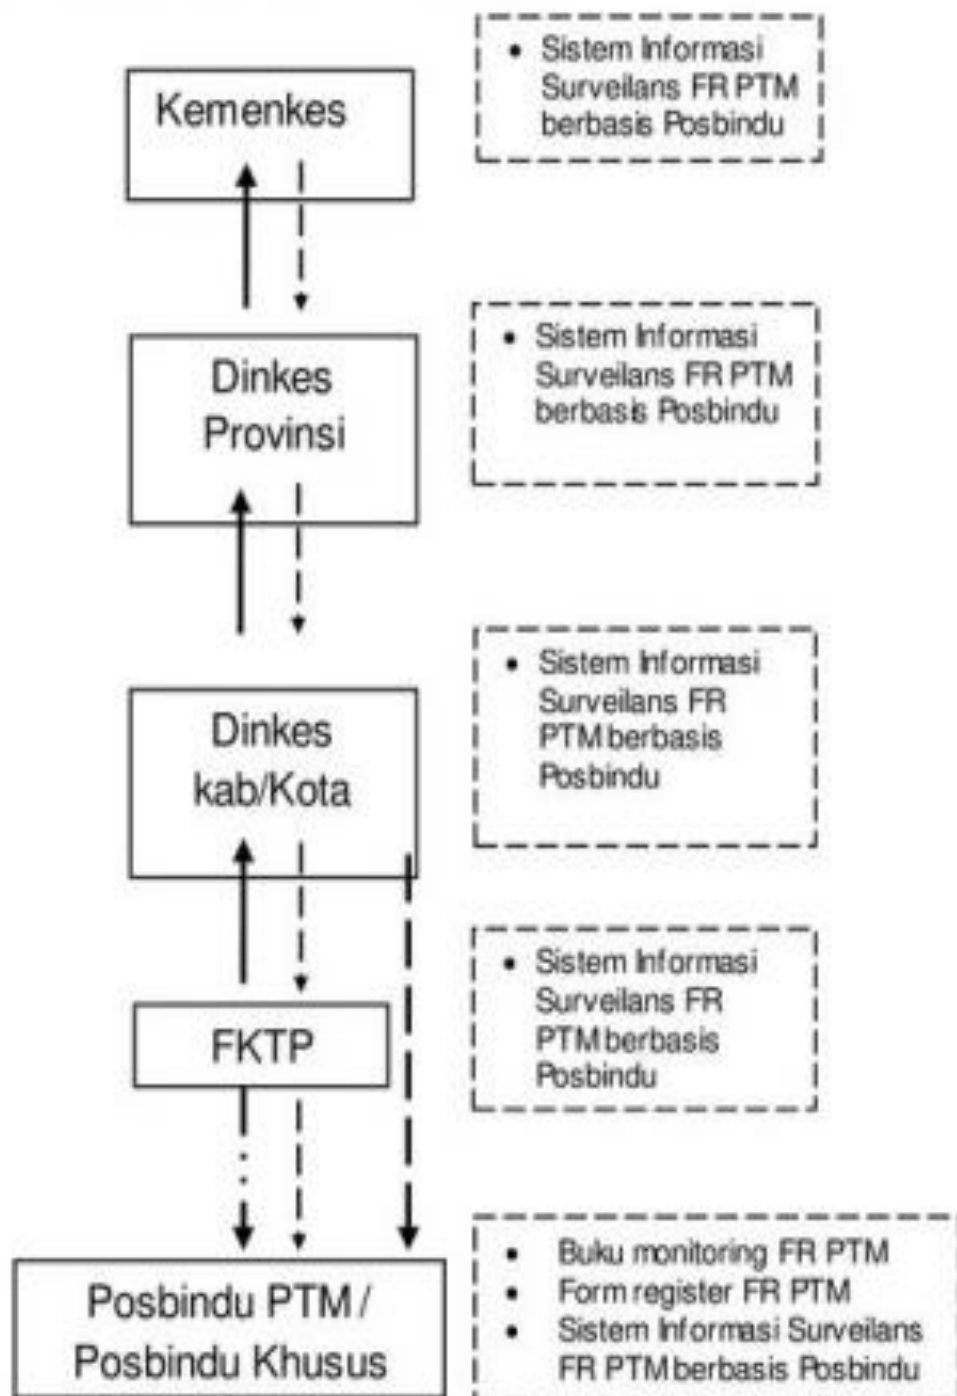 Kemenkes
• Sistem Informasi
Surveilans FR PTM
berbasis Posbindu
Dinkes
Provinsi
• Sistem Informasi
Surveilans FR PTM
berbasis Posbindu
Dinkes
kab/Kota
• Sistem Informasi
Surveilans FR
PTM berbasis
Posbindu
FKTP
• Sistem Informasi
Surveilans FR
PTM berbasis
Posbindu
Posbindu PTM /
Posbindu Khusus
• Buku monitoring FR PTM
• Form register FR PTM
• Sistem Informasi Surveilans
FR PTM berbasis Posbindu